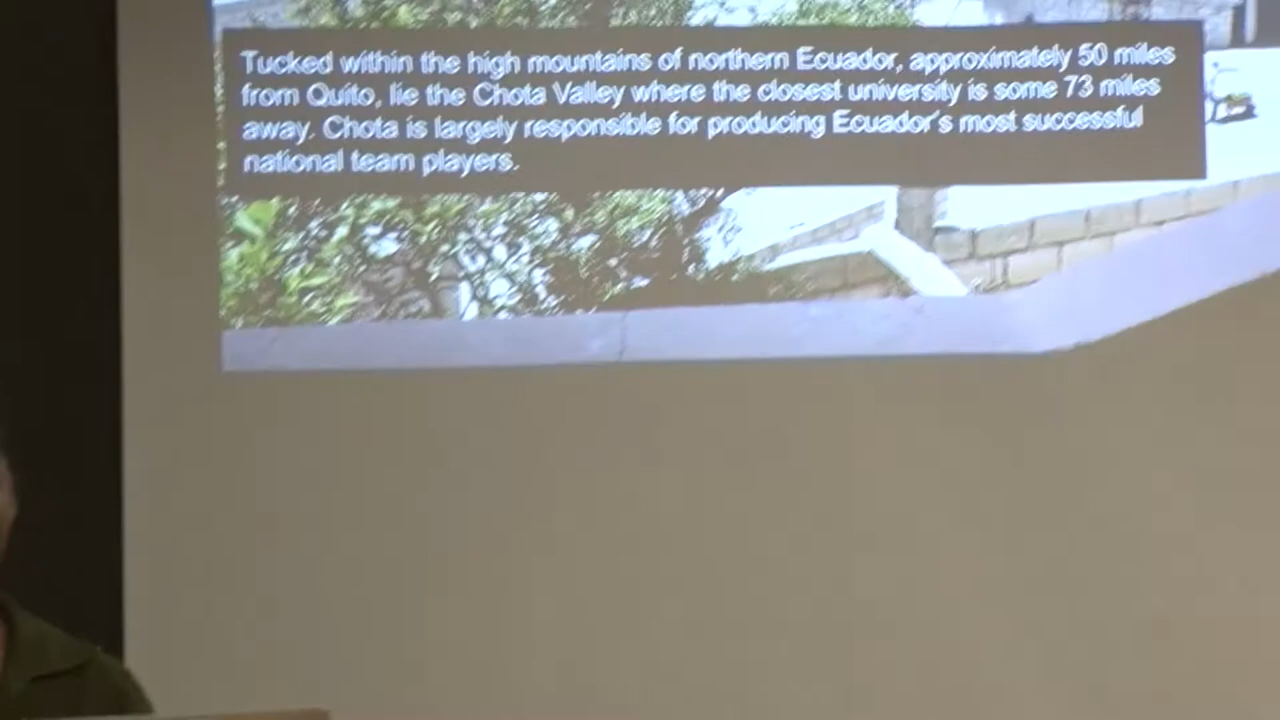 Tucked within the high mountains of northern Ecuador, approximately 50 miles
from Quito, lie the Chota Valley where the closest university is some 73 miles
away. Chota is largely responsible for producing Ecuador's most successful
national team players.